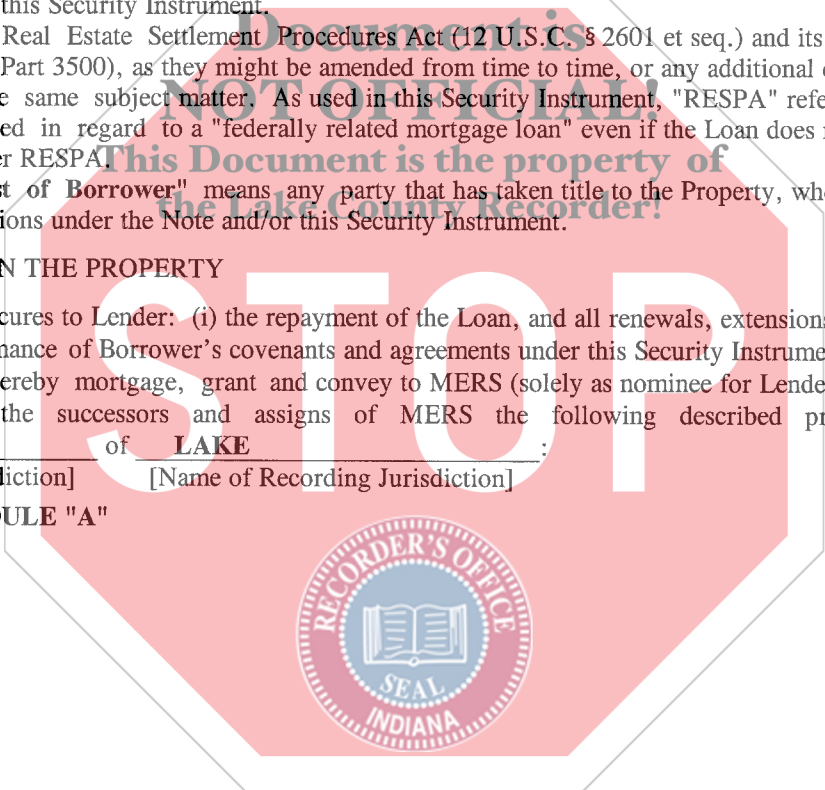 this Security Instrument.
Document is
Real Estate Settlement Procedures Act (12 U.S.C. § 2601 et seq.) and its
Part 3500), as they might be amended from time to time, or any additional
NOT OFFICIAL!
same subject matter. As used in this Security Instrument, "RESPA" refe
ed in regard to a "federally related mortgage loan" even if the Loan does
r RESPA.
This Document is the property of
t of Borrower" means any party that has taken title to the Property, wh
the Lake County Recorder!
ions under the Note and/or this Security Instrument.
N THE PROPERTY
cures to Lender: (i) the repayment of the Loan, and all renewals, extension
nance of Borrower's covenants and agreements under this Security Instrume
ereby mortgage, grant and convey to MERS (solely as nominee for Lende
the successors and assigns of MERS the following described pr
of LAKE :
diction] [Name of Recording Jurisdiction]
ULE "A"
STOP
RECORDER'S OFFICE
SEAL
INDIANA